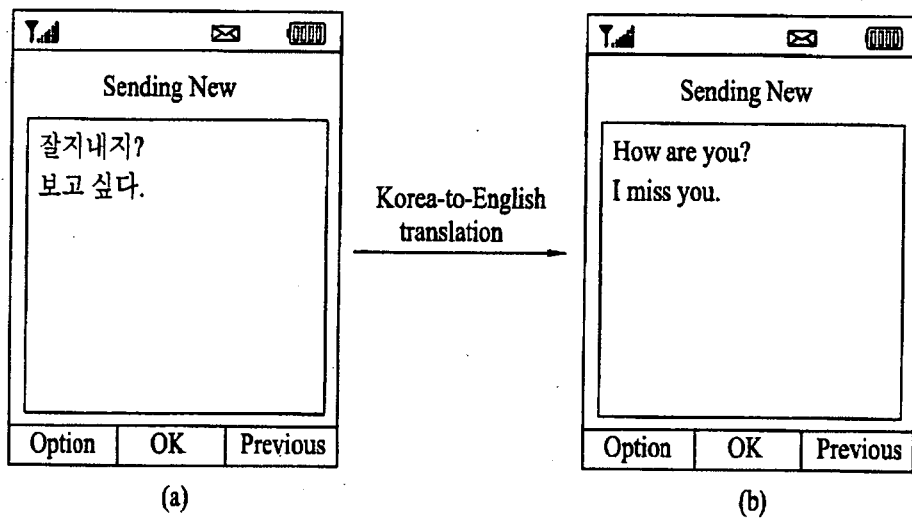 Sending New
잘지내지?
보고 싶다.
Option OK Previous
(a)
Korea-to-English
translation
Sending New
How are you?
I miss you.
Option OK Previous
(b)